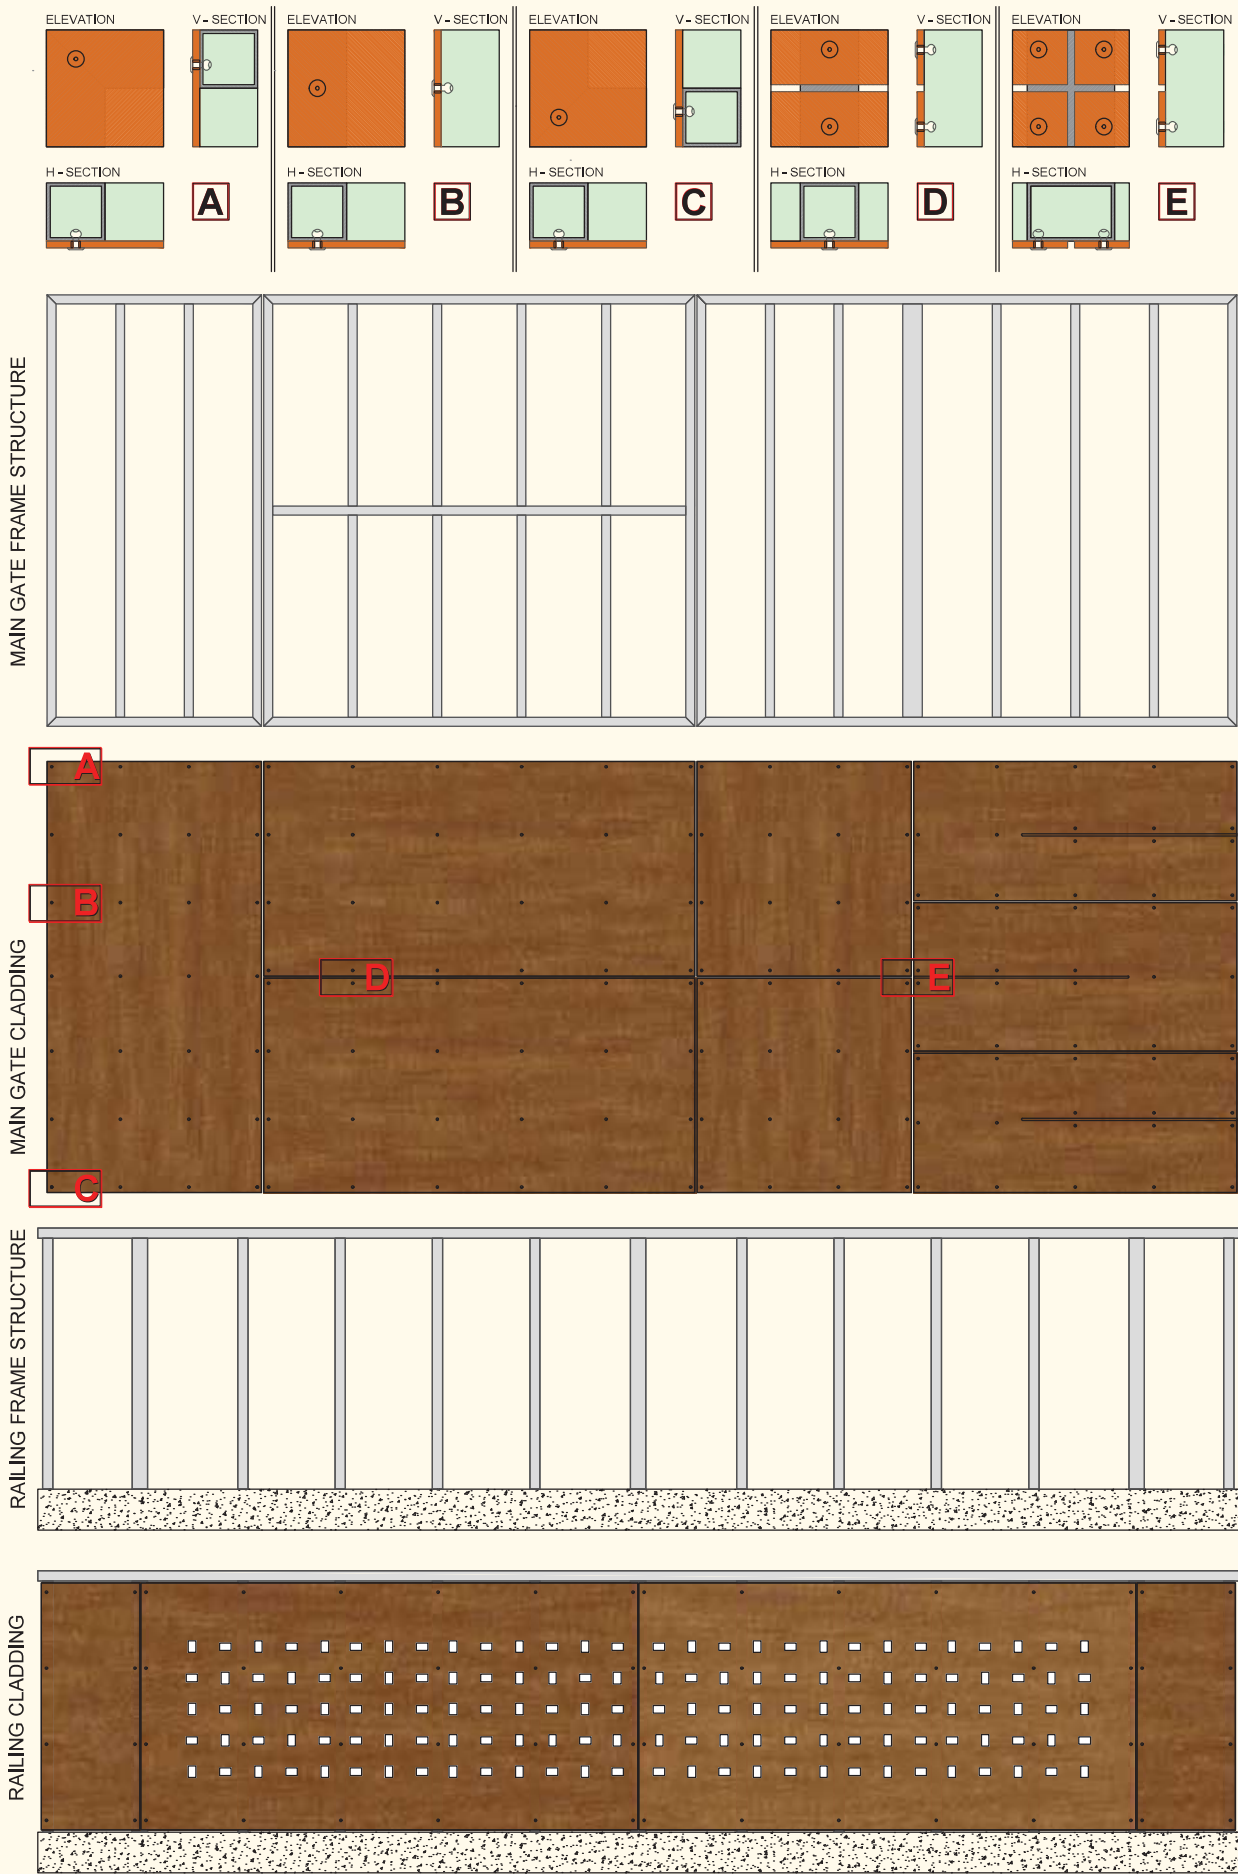 ELEVATION
V - SECTION
H - SECTION
A
ELEVATION
V - SECTION
H - SECTION
B
ELEVATION
V - SECTION
H - SECTION
C
ELEVATION
V - SECTION
H - SECTION
D
ELEVATION
V - SECTION
H - SECTION
E
MAIN GATE FRAME STRUCTURE
MAIN GATE CLADDING
A
B
D
E
C
RAILING FRAME STRUCTURE
RAILING CLADDING